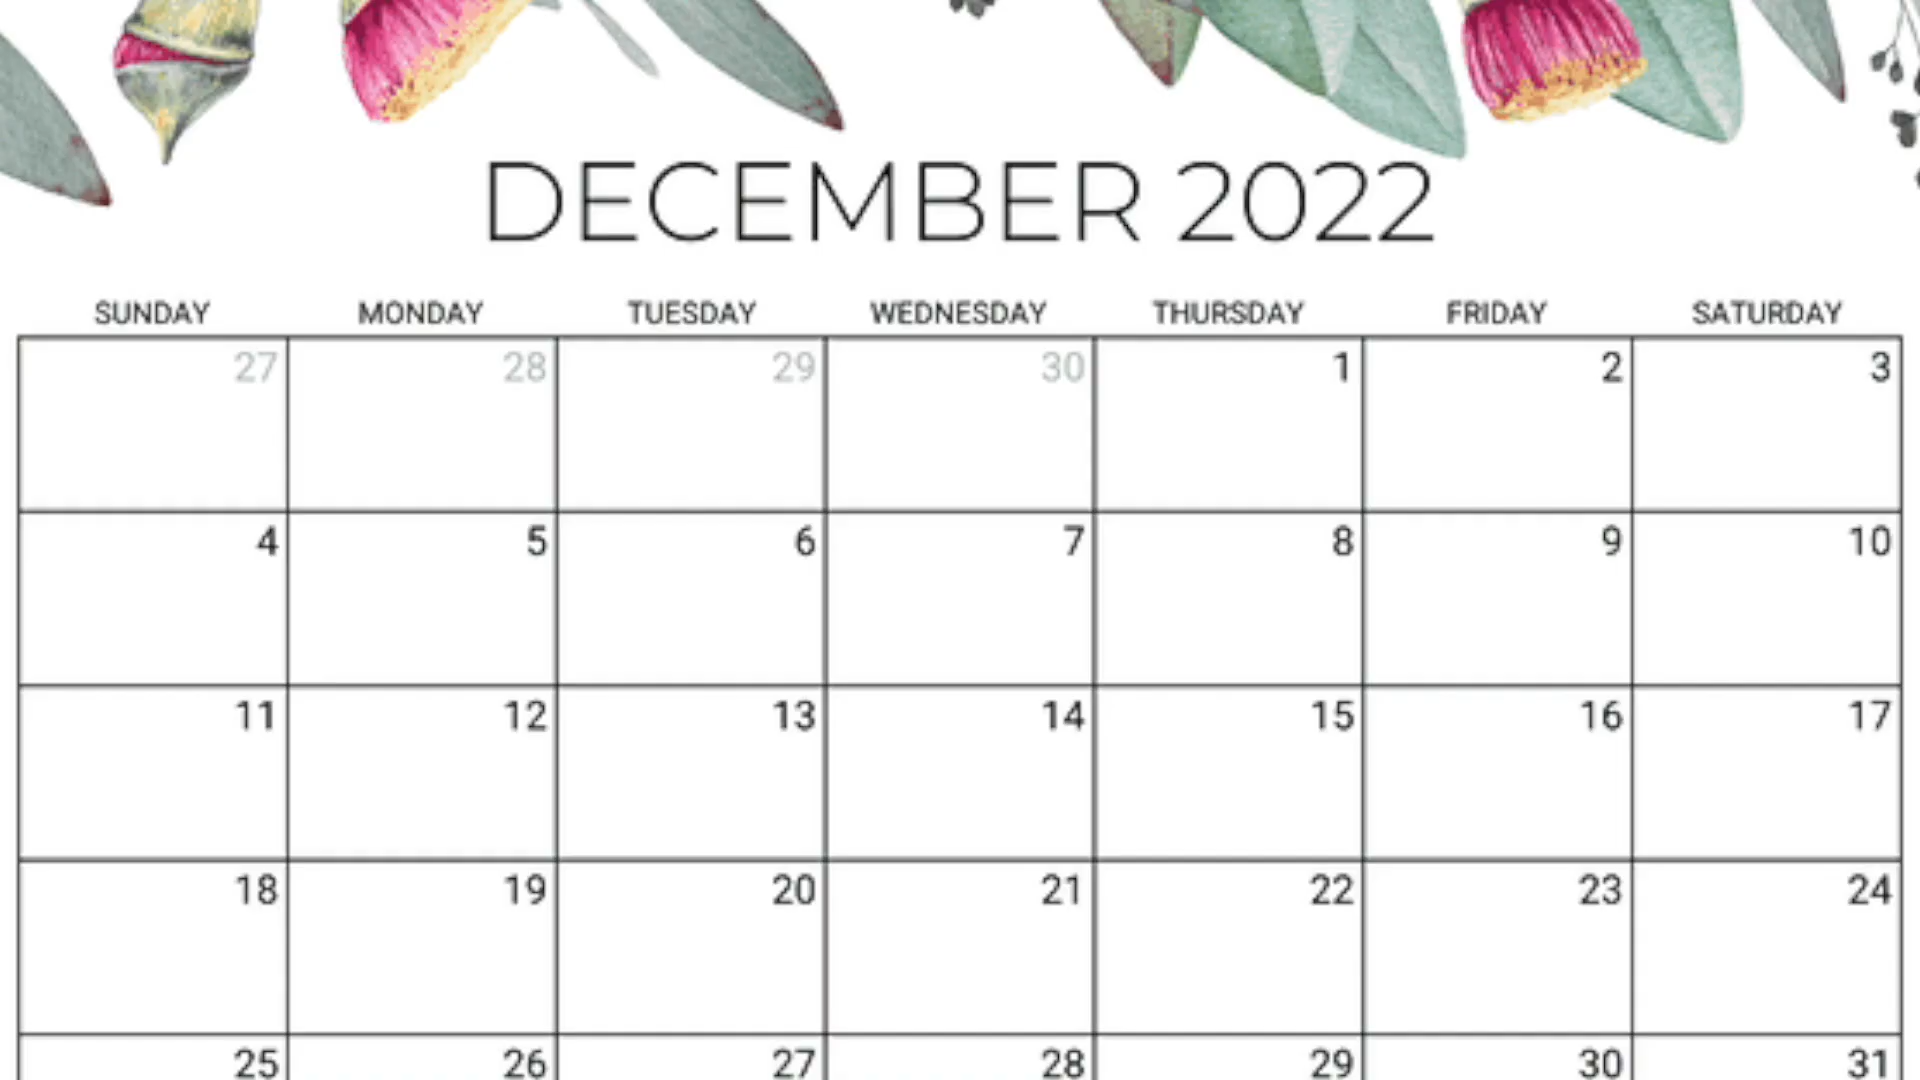 DECEMBER 2022
SUNDAY MONDAY TUESDAY WEDNESDAY THURSDAY FRIDAY SATURDAY
27 28 29 30 1 2 3
4 5 6 7 8 9 10
11 12 13 14 15 16 17
18 19 20 21 22 23 24
25 26 27 28 29 30 31